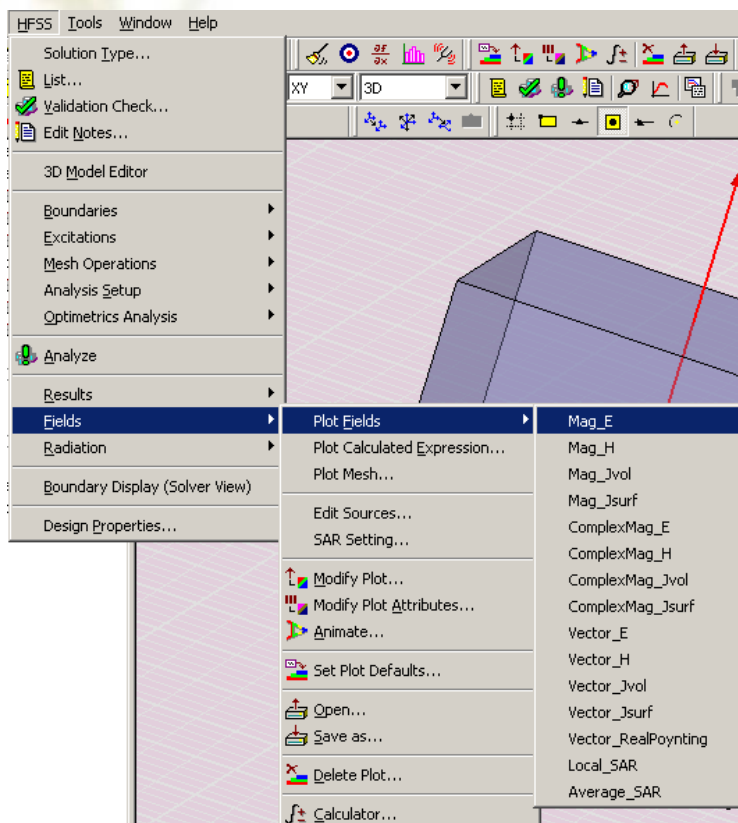 HFSS Tools Window Help
Solution Type...
List...
Validation Check...
Edit Notes...
3D Model Editor
Boundaries
Excitations
Mesh Operations
Analysis Setup
Optimetrics Analysis
Analyze
Results
Fields
Radiation
Boundary Display (Solver View)
Design Properties...
XY 3D
Plot Fields
Plot Calculated Expression...
Plot Mesh...
Edit Sources...
SAR Setting...
Modify Plot...
Modify Plot Attributes...
Animate...
Set Plot Defaults...
Open...
Save as...
Delete Plot...
Calculator...
Mag_E
Mag_H
Mag_Jvol
Mag_Jsurf
ComplexMag_E
ComplexMag_H
ComplexMag_Jvol
ComplexMag_Jsurf
Vector_E
Vector_H
Vector_Jvol
Vector_Jsurf
Vector_RealPoynting
Local_SAR
Average_SAR